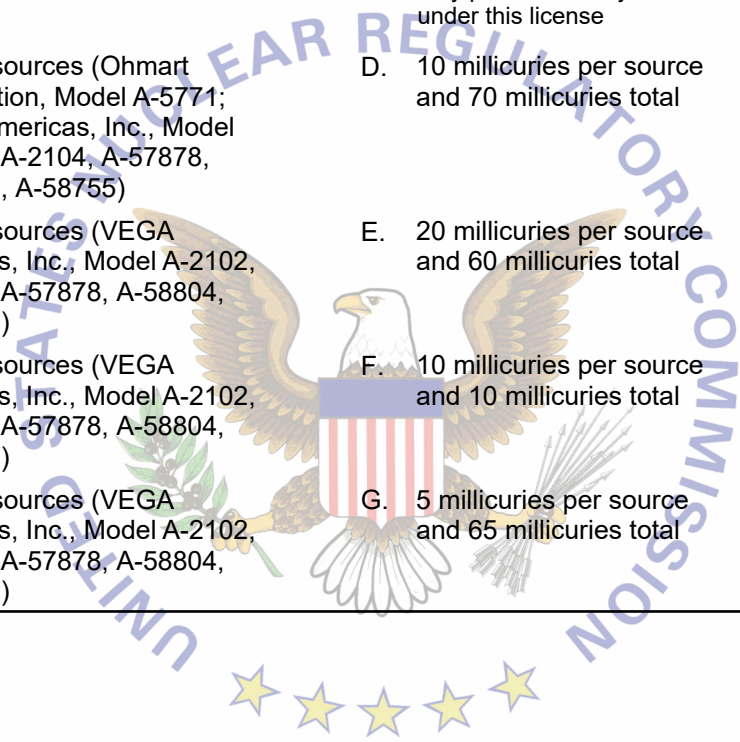 under this license
sources (Ohmart
tion, Model A-5771;
mericas, Inc., Model
A-2104, A-57878,
, A-58755)
D. 10 millicuries per source
and 70 millicuries total
sources (VEGA
s, Inc., Model A-2102,
A-57878, A-58804,
)
E. 20 millicuries per source
and 60 millicuries total
sources (VEGA
s, Inc., Model A-2102,
A-57878, A-58804,
)
F. 10 millicuries per source
and 10 millicuries total
sources (VEGA
s, Inc., Model A-2102,
A-57878, A-58804,
)
G. 5 millicuries per source
and 65 millicuries total
UNITED STATES NUCLEAR REGULATORY COMMISSION